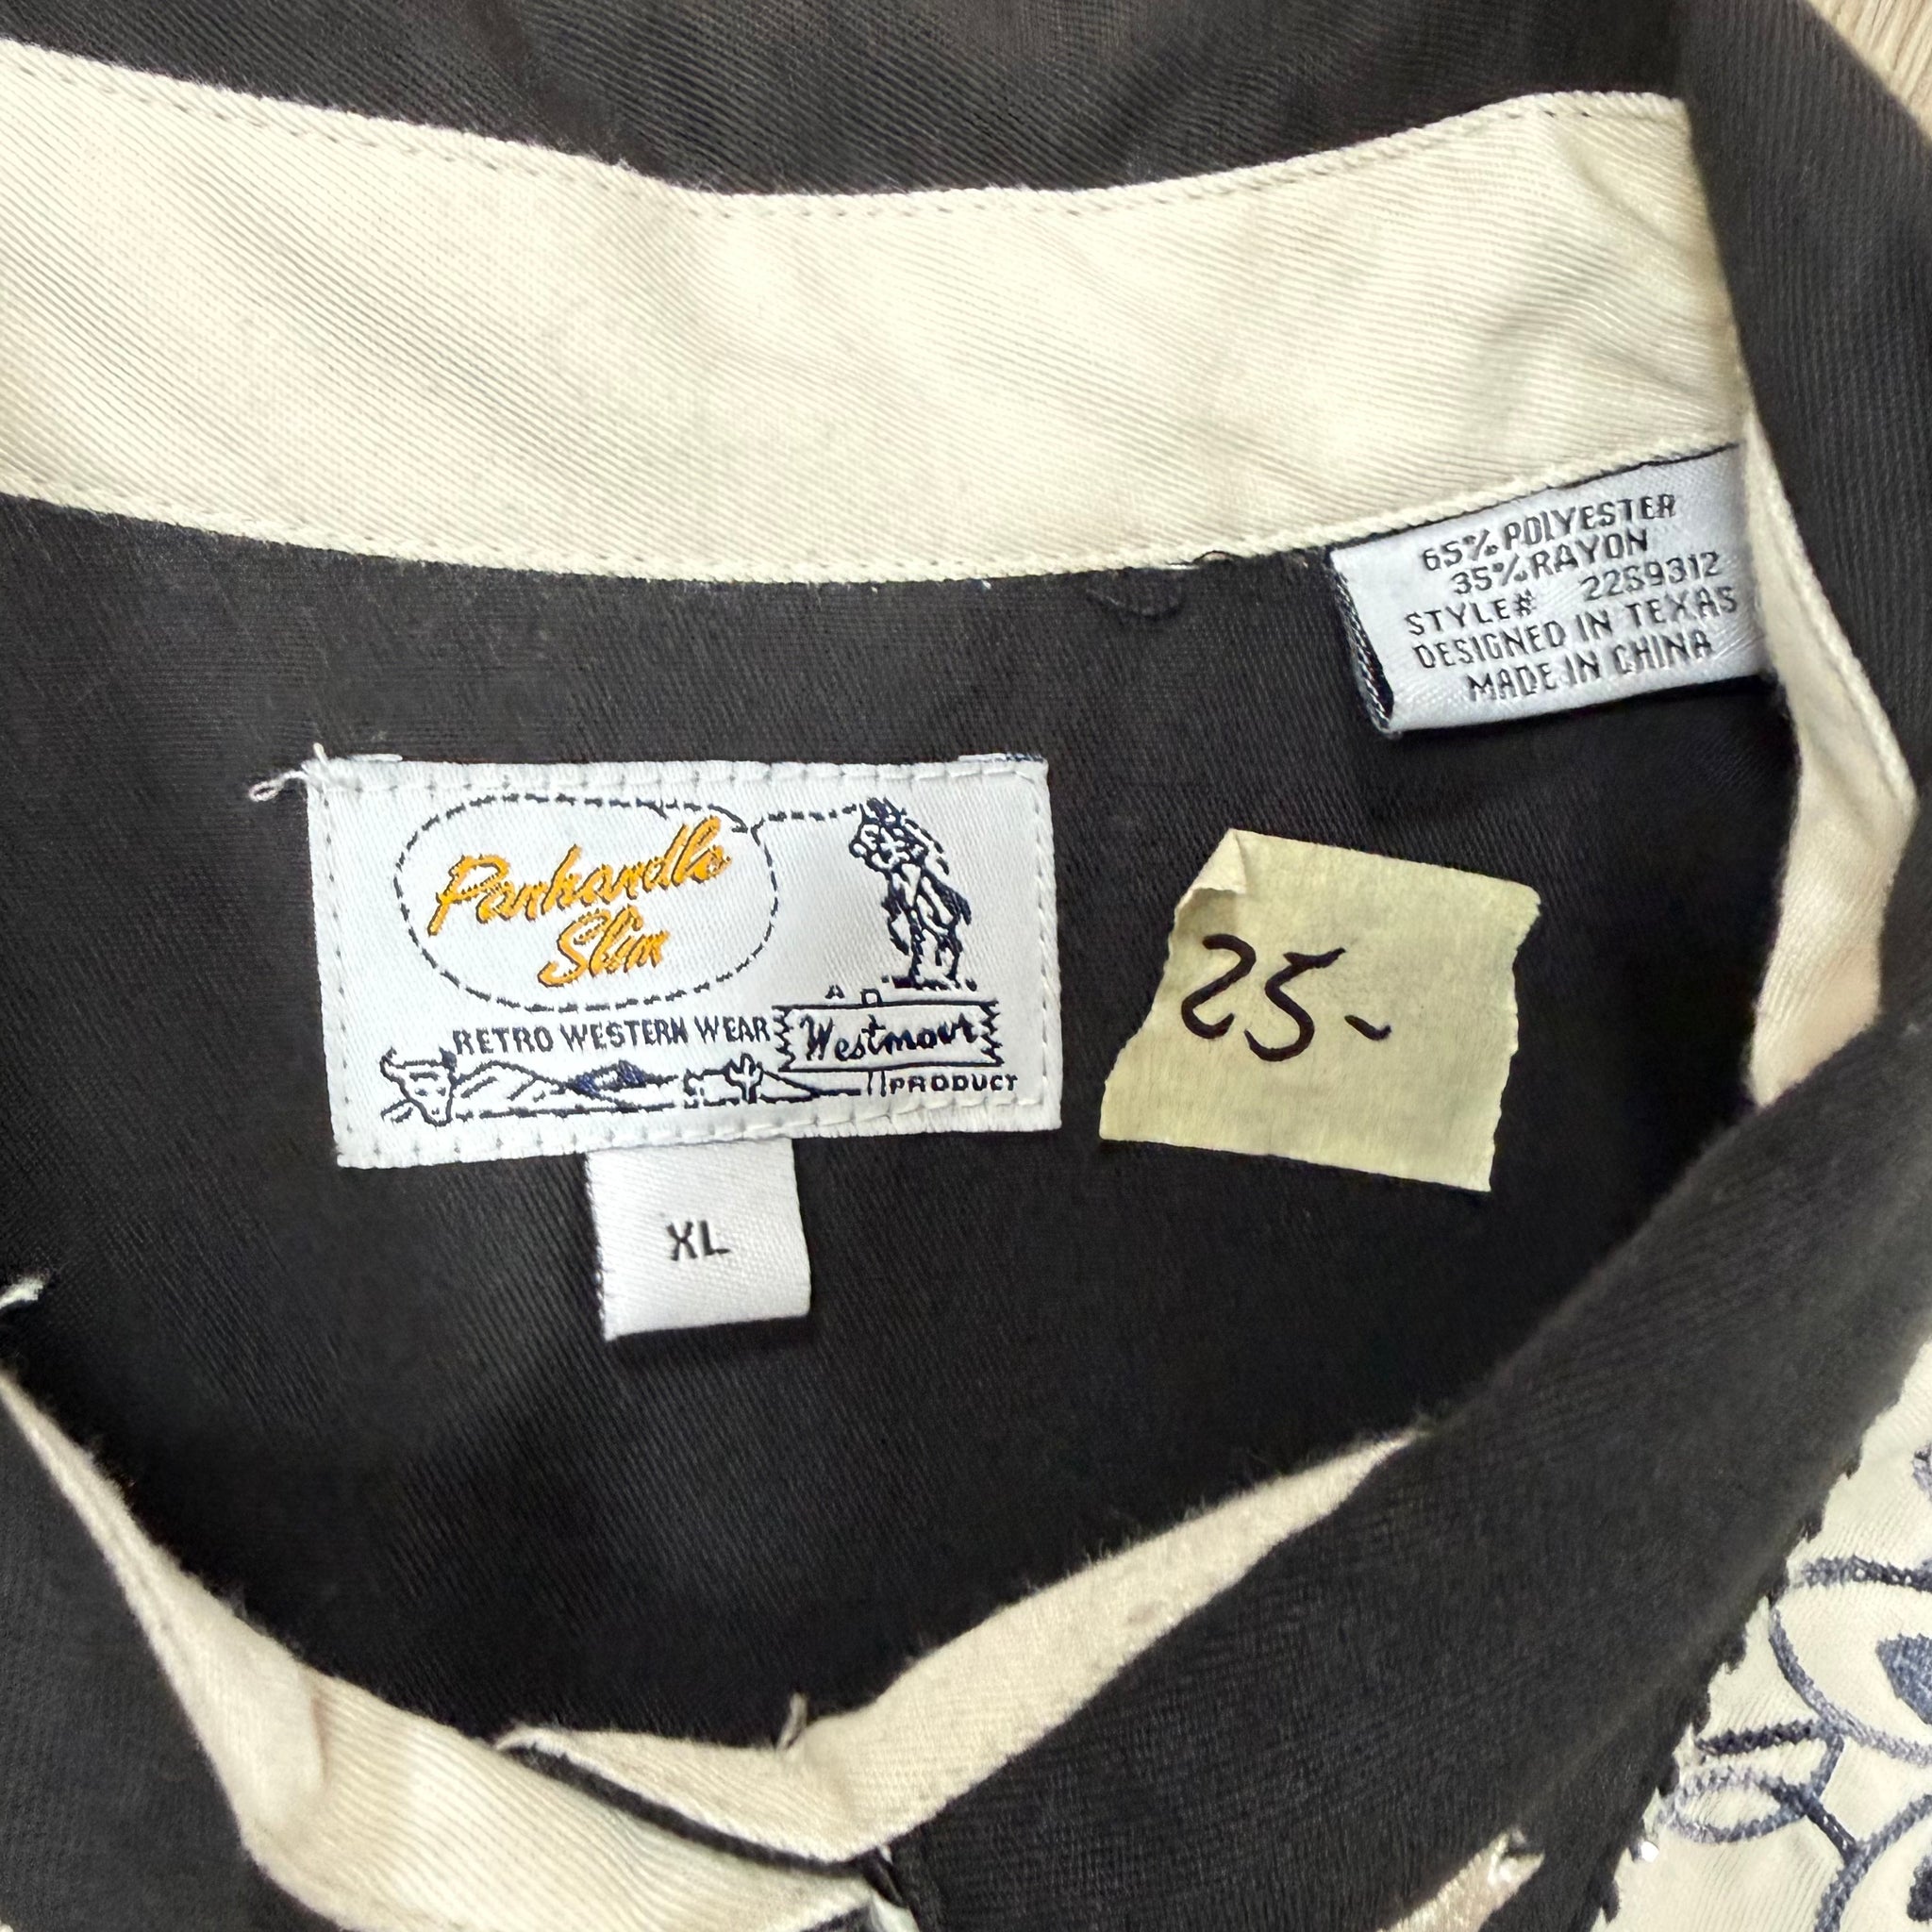 65% POLYESTER
35% RAYON
STYLE# 22S9312
DESIGNED IN TEXAS
MADE IN CHINA
Panhandle
Slim
RETRO WESTERN WEAR
A
Westmoor
PRODUCT
XL
25-